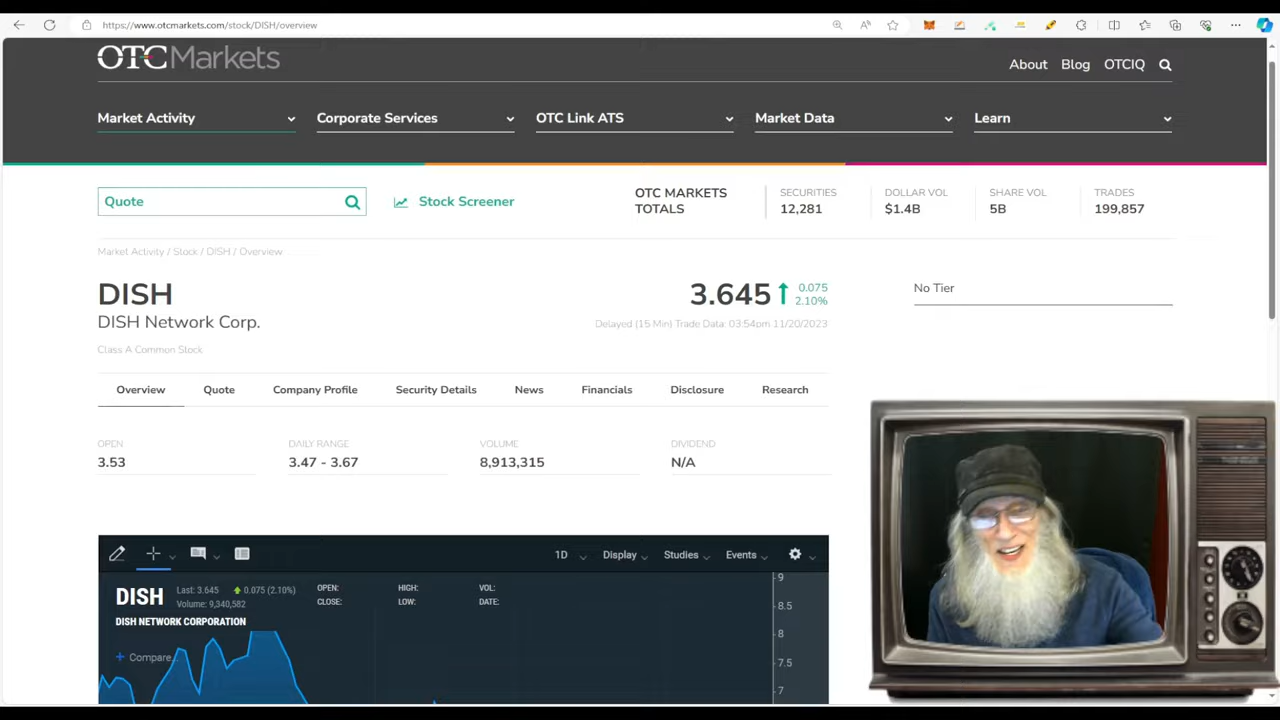 https://www.otcmarkets.com/stock/DISH/overview
OTCMarkets
About Blog OTCIQ
Market Activity Corporate Services OTC Link ATS Market Data Learn
Quote
Stock Screener
OTC MARKETS
TOTALS
SECURITIES
12,281
DOLLAR VOL
$1.4B
SHARE VOL
5B
TRADES
199,857
Market Activity / Stock / DISH / Overview
DISH
DISH Network Corp.
Class A Common Stock
3.645
0.075
2.10%
Delayed (15 Min) Trade Data: 03:54pm 11/20/2023
No Tier
Overview Quote Company Profile Security Details News Financials Disclosure Research
OPEN
3.53
DAILY RANGE
3.47 - 3.67
VOLUME
8,913,315
DIVIDEND
N/A
1D Display Studies Events
DISH
Last: 3.645 0.075 (2.10%)
Volume: 9,340,582
OPEN: HIGH: VOL:
CLOSE: LOW: DATE:
DISH NETWORK CORPORATION
+ Compare...
9
8.5
8
7.5
7